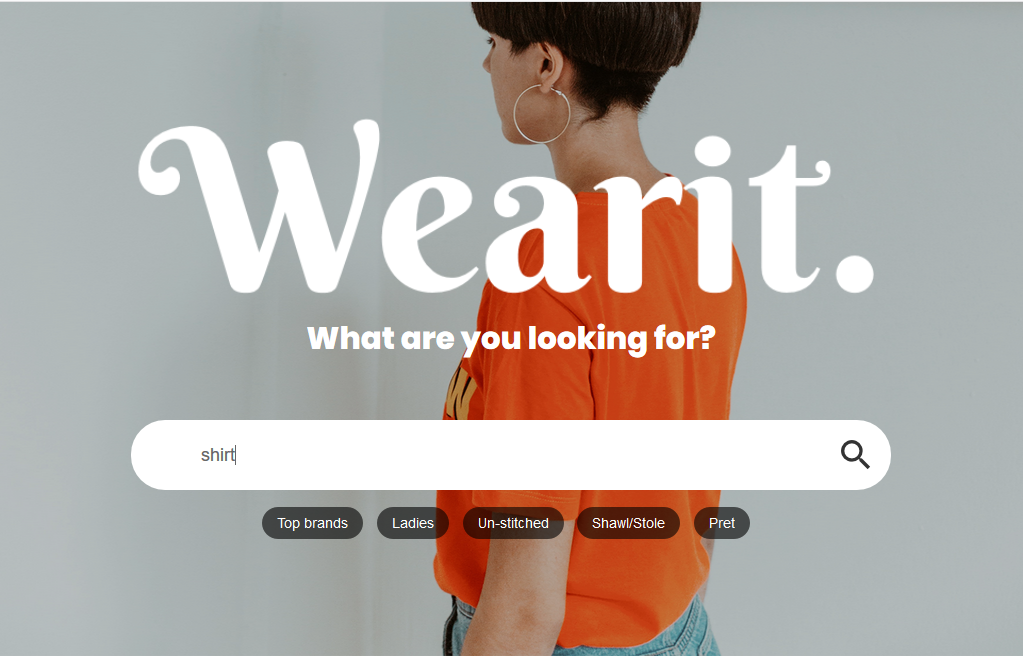 Wearit.
What are you looking for?
shirt
Top brands Ladies Un-stitched Shawl/Stole Pret